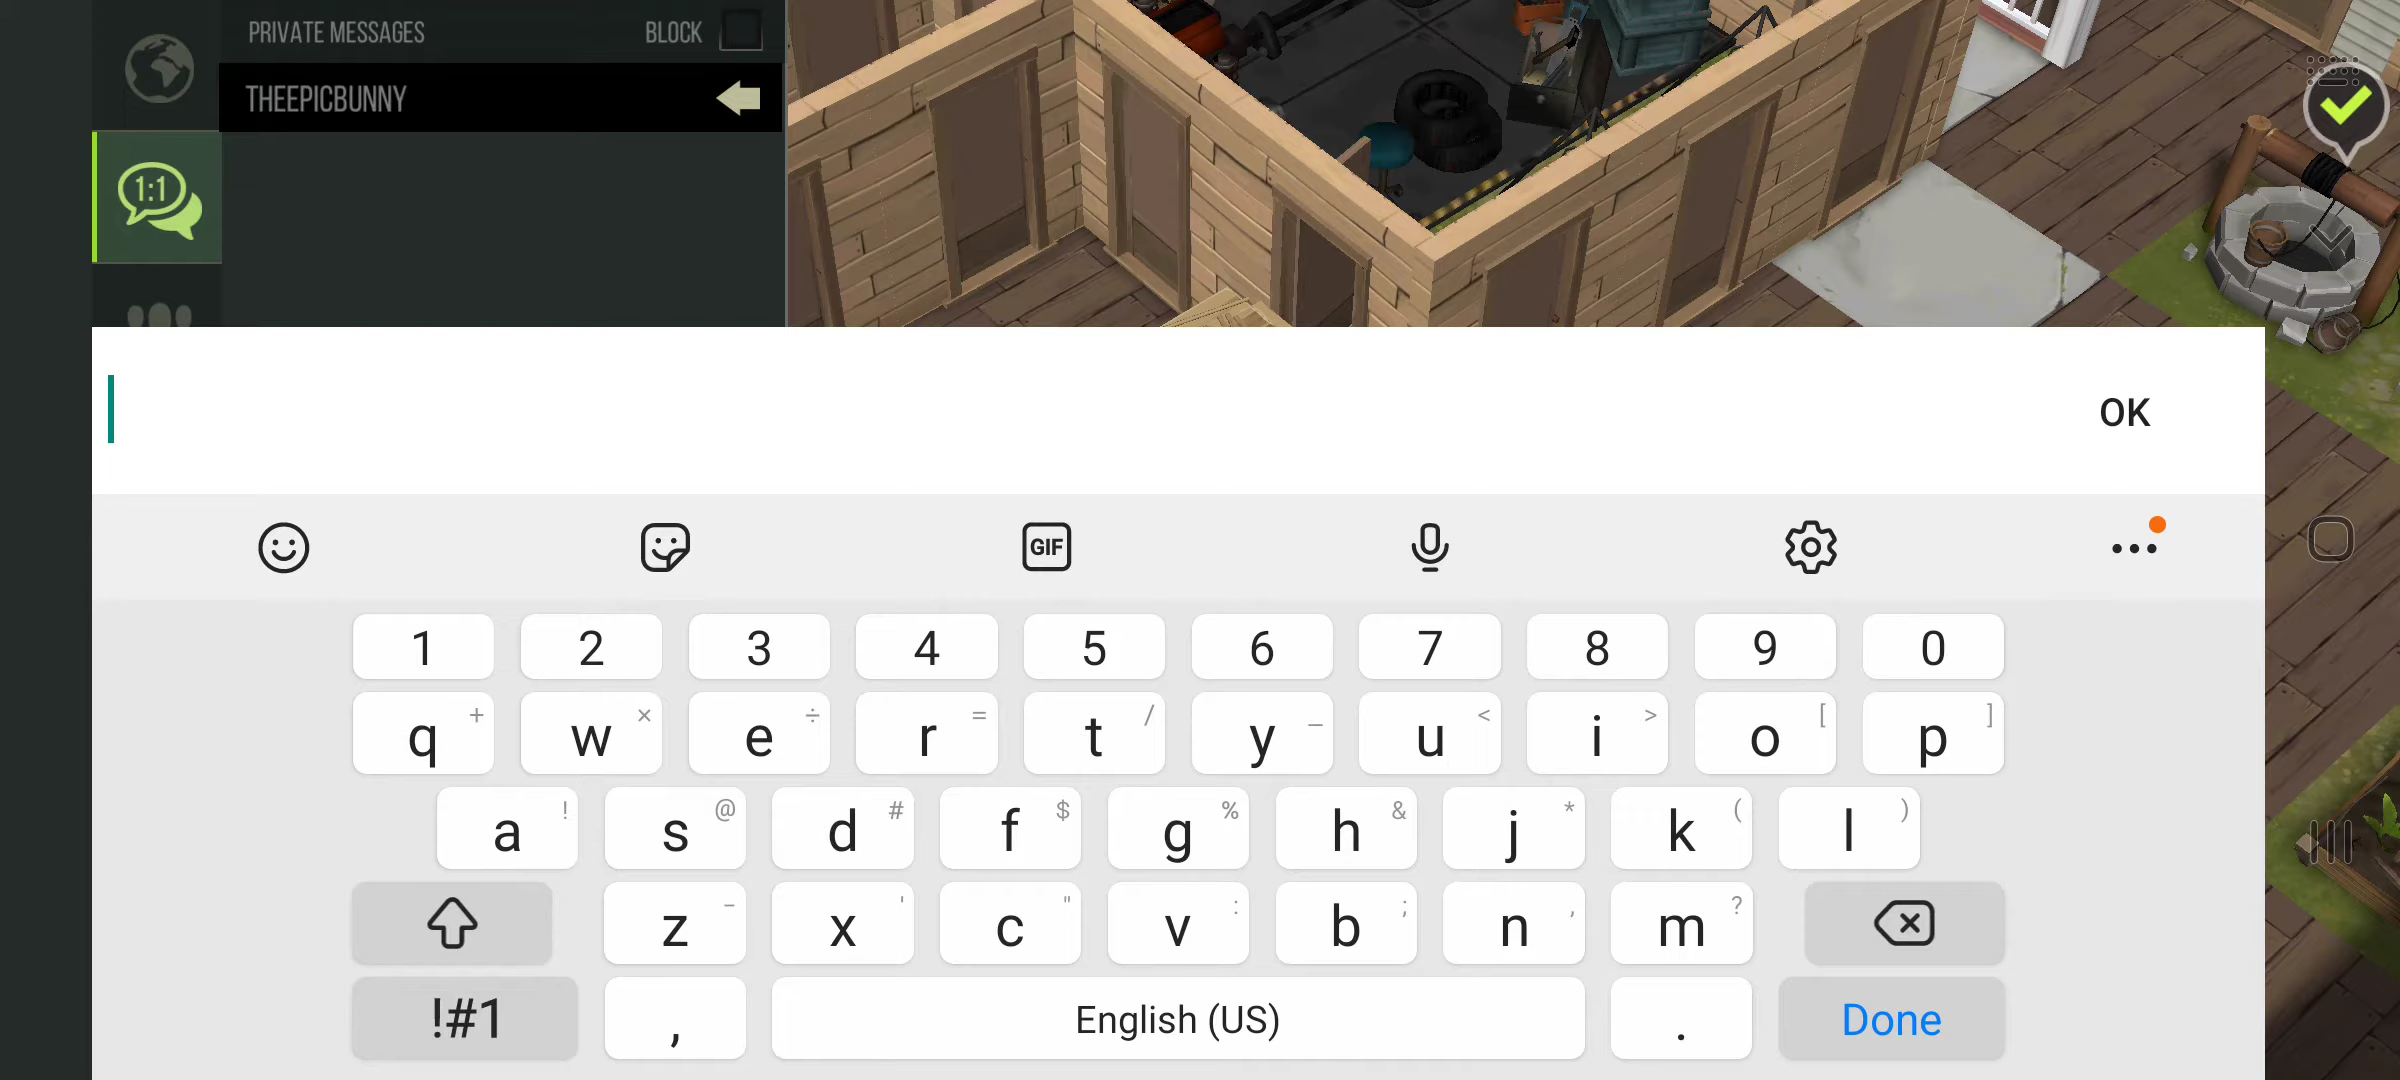 PRIVATE MESSAGES BLOCK
THEEPICBUNNY
1:1
OK
GIF
1 2 3 4 5 6 7 8 9 0
q + w × e ÷ r = t / y _ u < i > o [ p ]
a ! s @ d # f $ g % h & j * k ( l )
z - x ' c " v : b ; n , m ?
!#1 , English (US) . Done